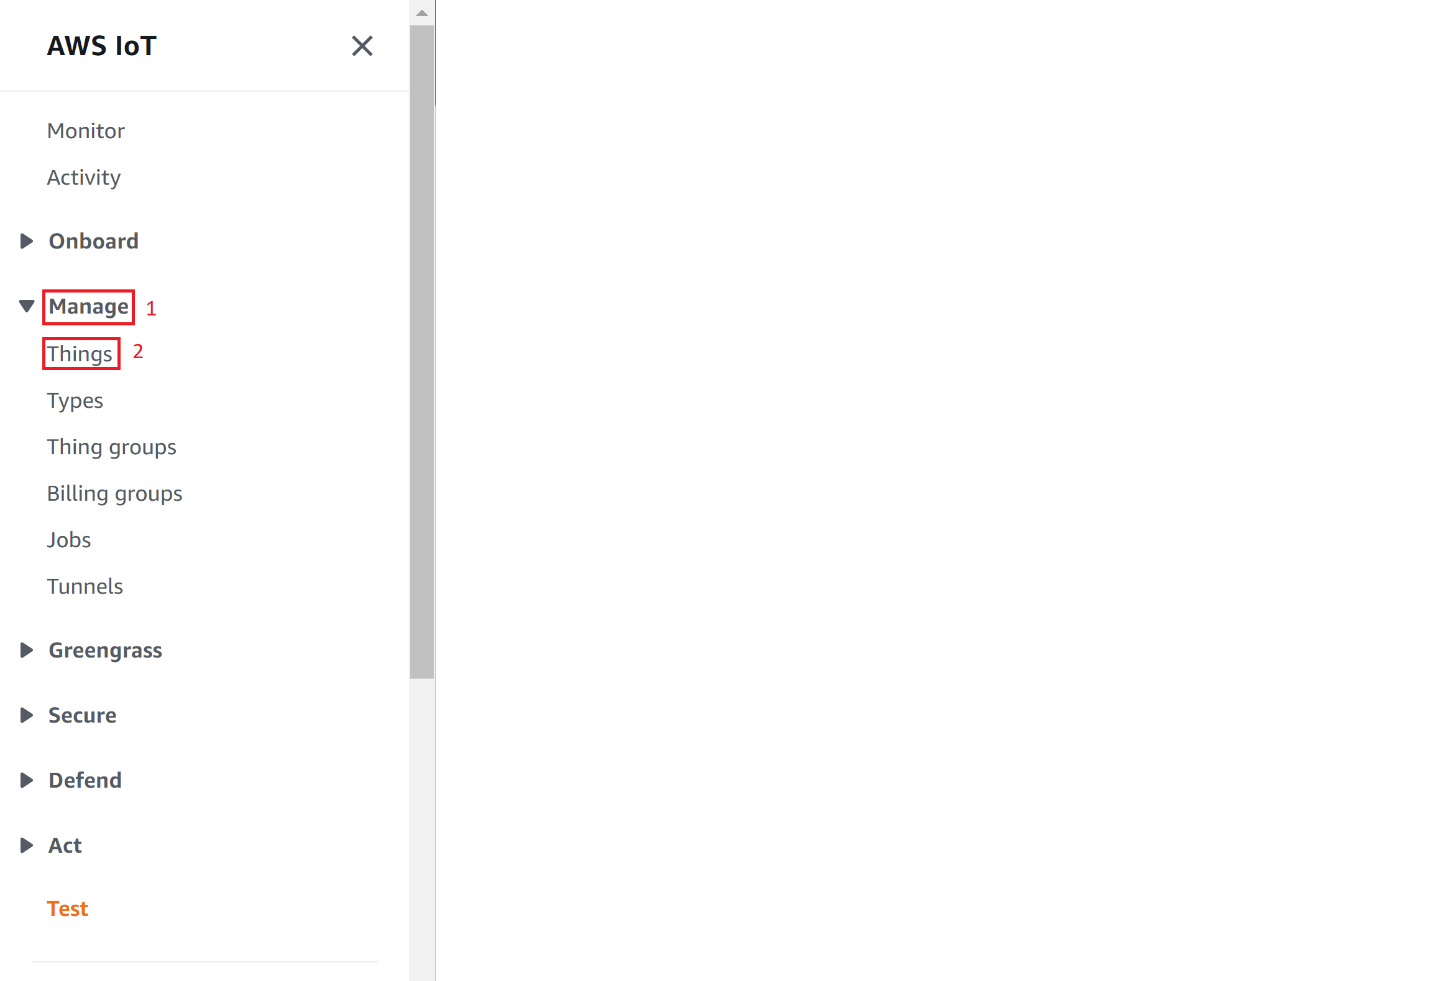 AWS IoT
Monitor
Activity
Onboard
Manage 1
Things 2
Types
Thing groups
Billing groups
Jobs
Tunnels
Greengrass
Secure
Defend
Act
Test